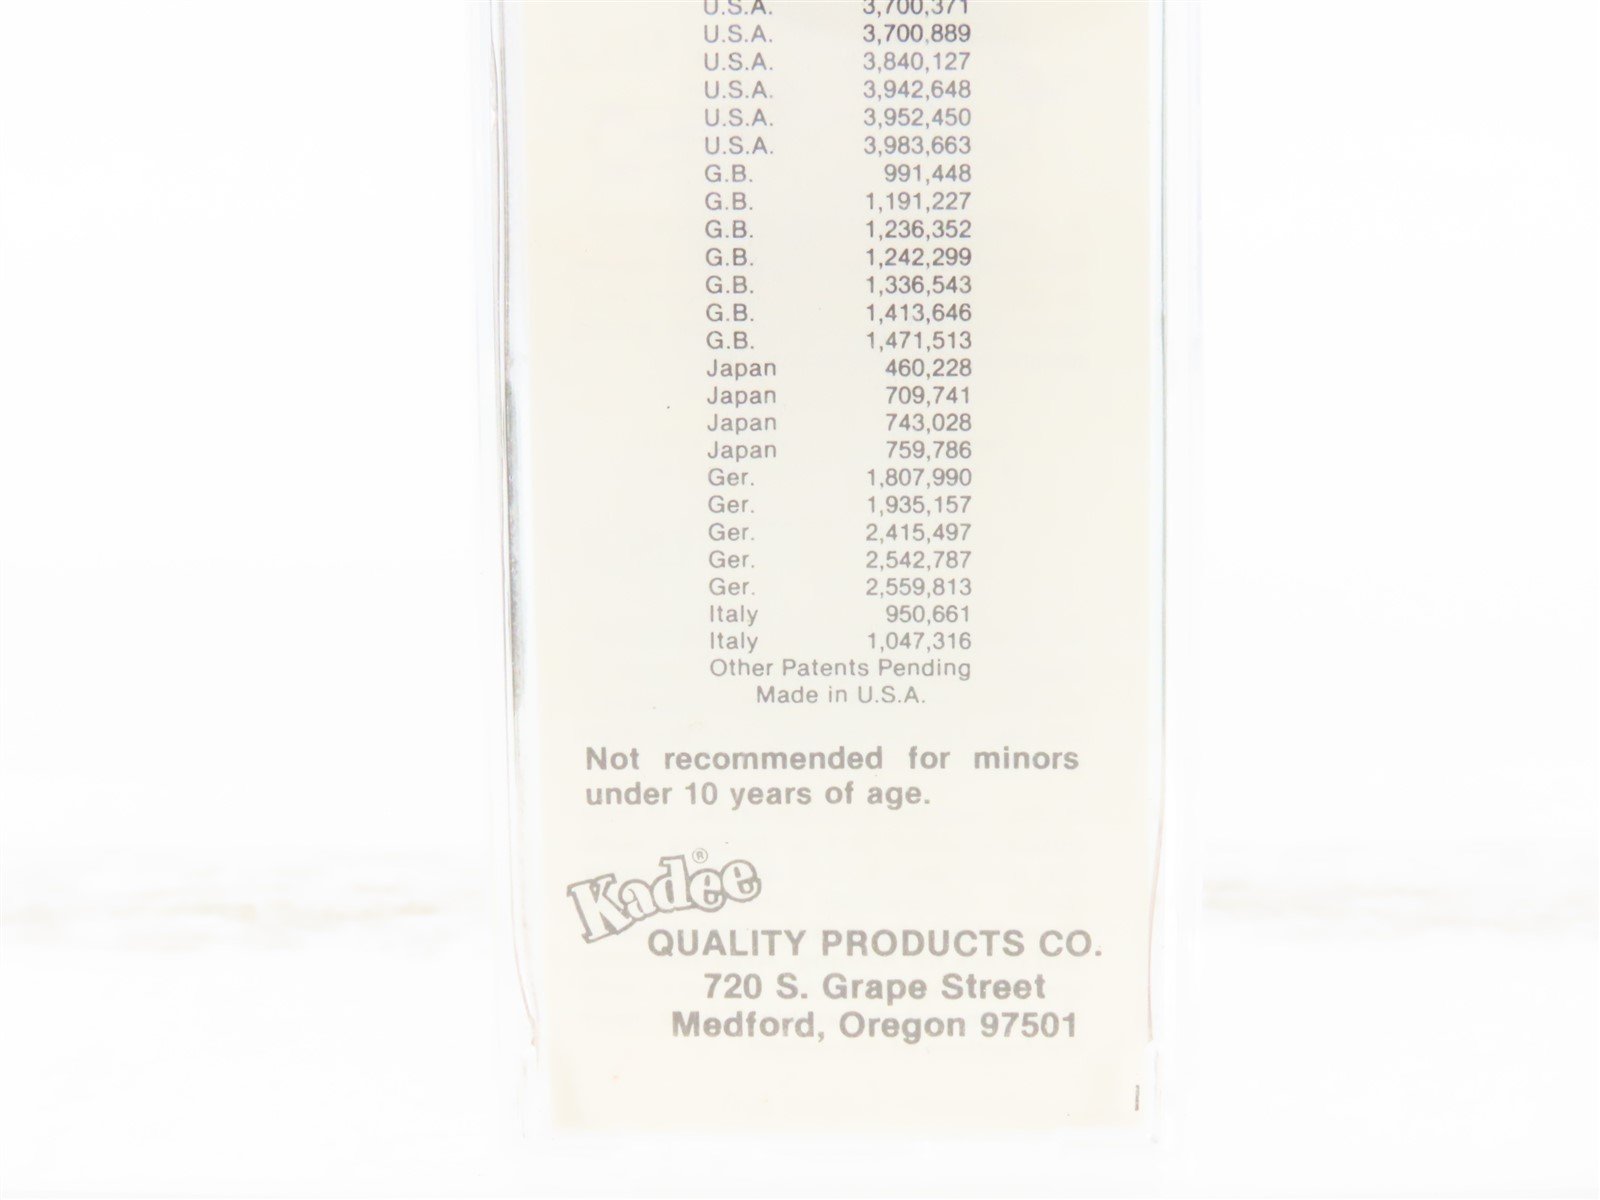 U.S.A. 3,700,371
U.S.A. 3,700,889
U.S.A. 3,840,127
U.S.A. 3,942,648
U.S.A. 3,952,450
U.S.A. 3,983,663
G.B. 991,448
G.B. 1,191,227
G.B. 1,236,352
G.B. 1,242,299
G.B. 1,336,543
G.B. 1,413,646
G.B. 1,471,513
Japan 460,228
Japan 709,741
Japan 743,028
Japan 759,786
Ger. 1,807,990
Ger. 1,935,157
Ger. 2,415,497
Ger. 2,542,787
Ger. 2,559,813
Italy 950,661
Italy 1,047,316
Other Patents Pending
Made in U.S.A.
Not recommended for minors
under 10 years of age.
Kadee®
QUALITY PRODUCTS CO.
720 S. Grape Street
Medford, Oregon 97501